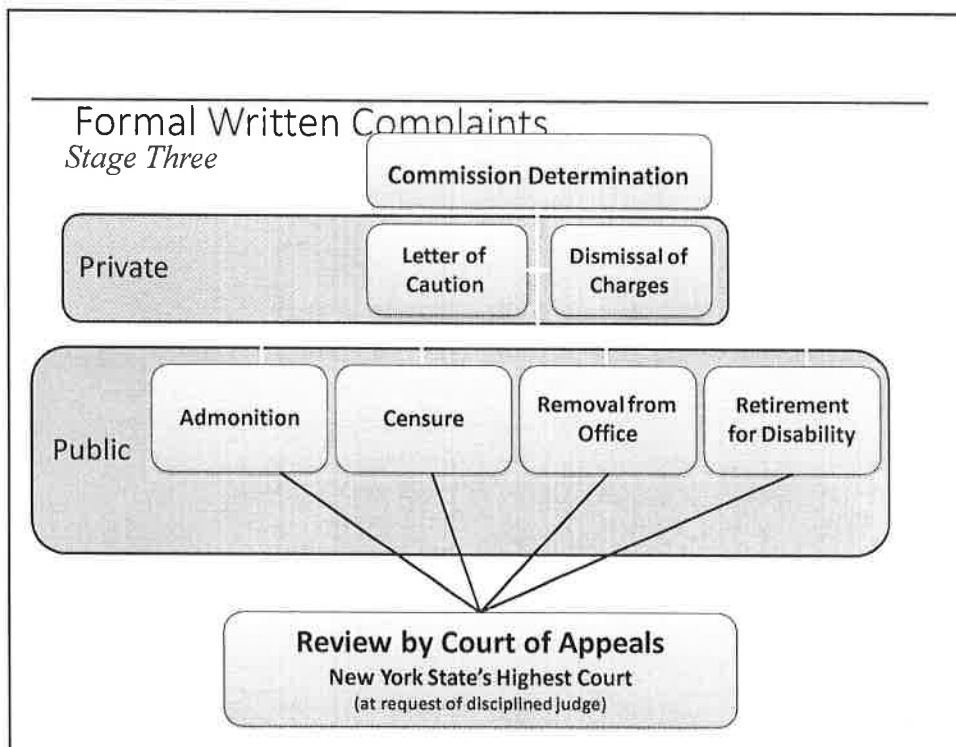 Formal Written Complaints
Stage Three
Commission Determination
Private
Letter of
Caution
Dismissal of
Charges
Public
Admonition
Censure
Removal from
Office
Retirement
for Disability
Review by Court of Appeals
New York State's Highest Court
(at request of disciplined judge)